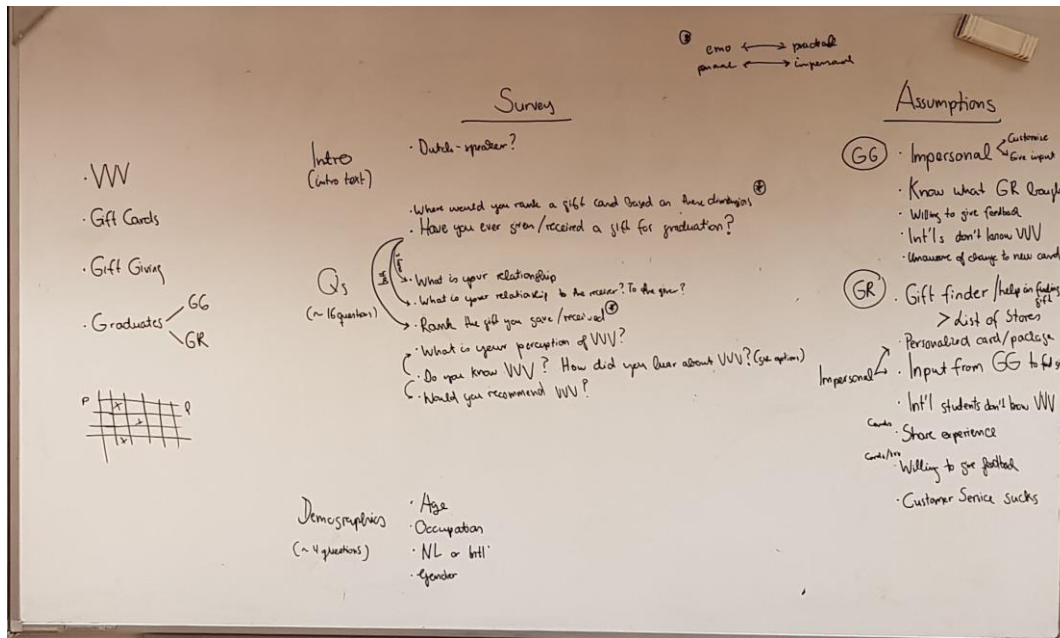 emo ↔ practical
personal ↔ impersonal
· VVV
· Gift Cards
· Gift Giving
· Graduates
GG
GR
P
Q
Survey
Intro
(intro text)
· Dutch-speaker?
· Where would you rank a gift card based on these dimensions *
· Have you ever given/received a gift for graduation?
Qs
(~16 questions)
· What is your relationship
· What is your relationship to the receiver? To the giver?
· Rank the gift you gave/received *
· What is your perception of VVV?
· Do you know VVV? How did you hear about VVV? (give options)
· Would you recommend VVV?
Demographics
(~4 questions)
· Age
· Occupation
· NL or Intl
· Gender
Assumptions
GG
· Impersonal
Customise
Give input
· Know what GR bough
· Willing to give feedback
· Int'ls don't know VVV
· Unaware of change to new card
GR
· Gift finder/help in finding gift
> List of Stores
· Personalized card/package
Impersonal
· Input from GG to
· Int'l students don't know VVV
Cards
· Share experience
· Willing to give feedback
· Customer Service sucks